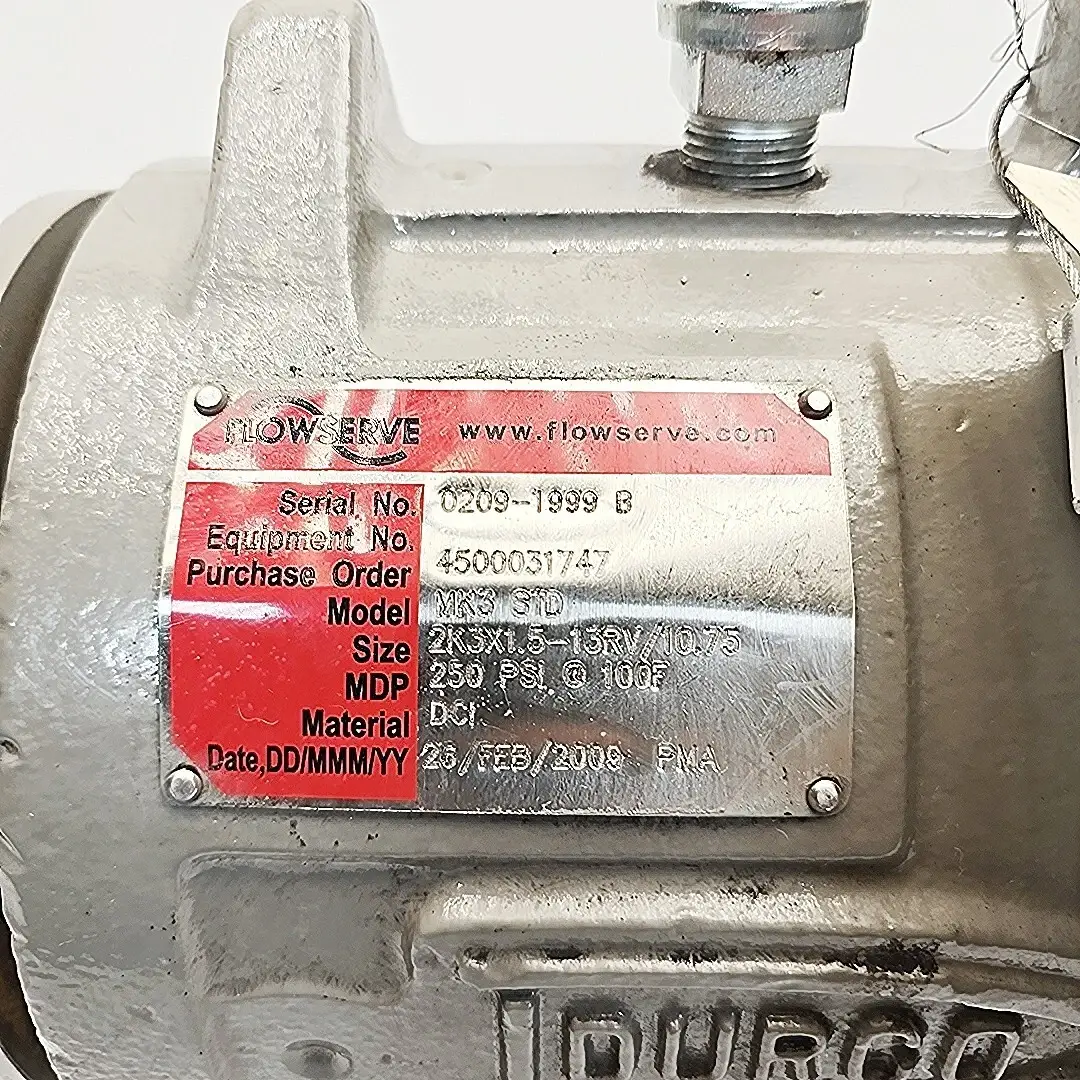 FLOWSERVE www.flowserve.com
Serial No. 0209-1999 B
Equipment No.
Purchase Order 4500031747
Model MK3 STD
Size 2K3X1.5-13RV/10.75
MDP 250 PSI @ 100F
Material DCI
Date,DD/MMM/YY 26/FEB/2009 PMA
DURCO